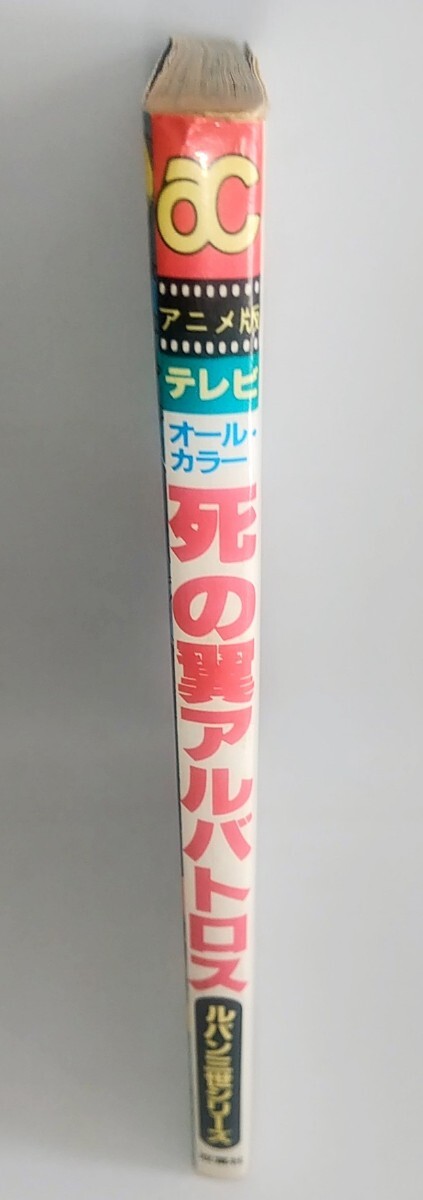 aC
アニメ版
テレビ
オール・
カラー
死の翼アルバトロス
ルパン三世シリーズ